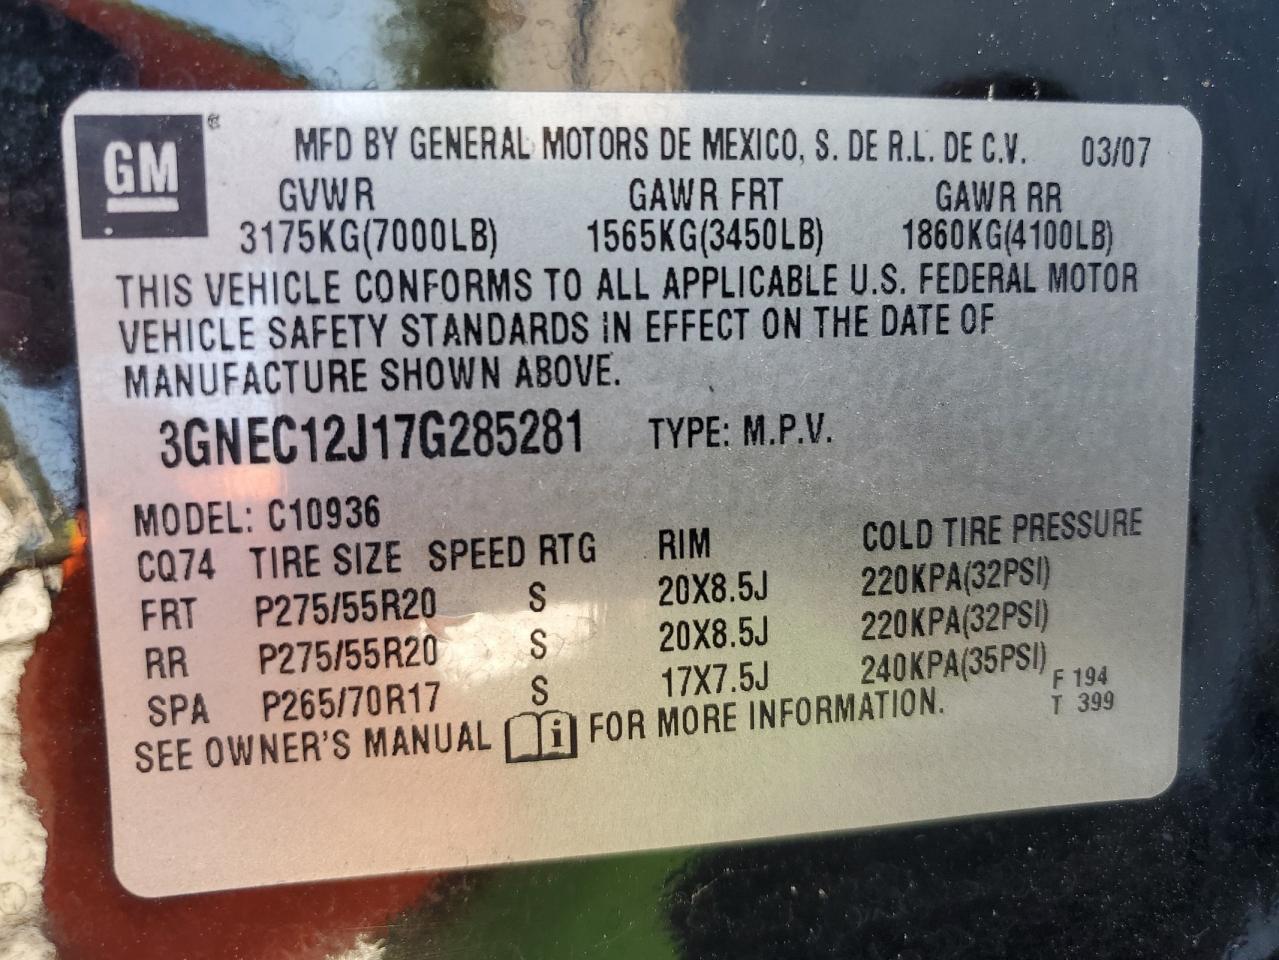 GM ®
MFD BY GENERAL MOTORS DE MEXICO, S. DE R.L. DE C.V. 03/07
GVWR GAWR FRT GAWR RR
3175KG(7000LB) 1565KG(3450LB) 1860KG(4100LB)
THIS VEHICLE CONFORMS TO ALL APPLICABLE U.S. FEDERAL MOTOR
VEHICLE SAFETY STANDARDS IN EFFECT ON THE DATE OF
MANUFACTURE SHOWN ABOVE.
3GNEC12J17G285281 TYPE: M.P.V.
MODEL: C10936
CQ74 TIRE SIZE SPEED RTG RIM COLD TIRE PRESSURE
FRT P275/55R20 S 20X8.5J 220KPA(32PSI)
RR P275/55R20 S 20X8.5J 220KPA(32PSI)
SPA P265/70R17 S 17X7.5J 240KPA(35PSI)
SEE OWNER'S MANUAL i FOR MORE INFORMATION.
F 194
T 399